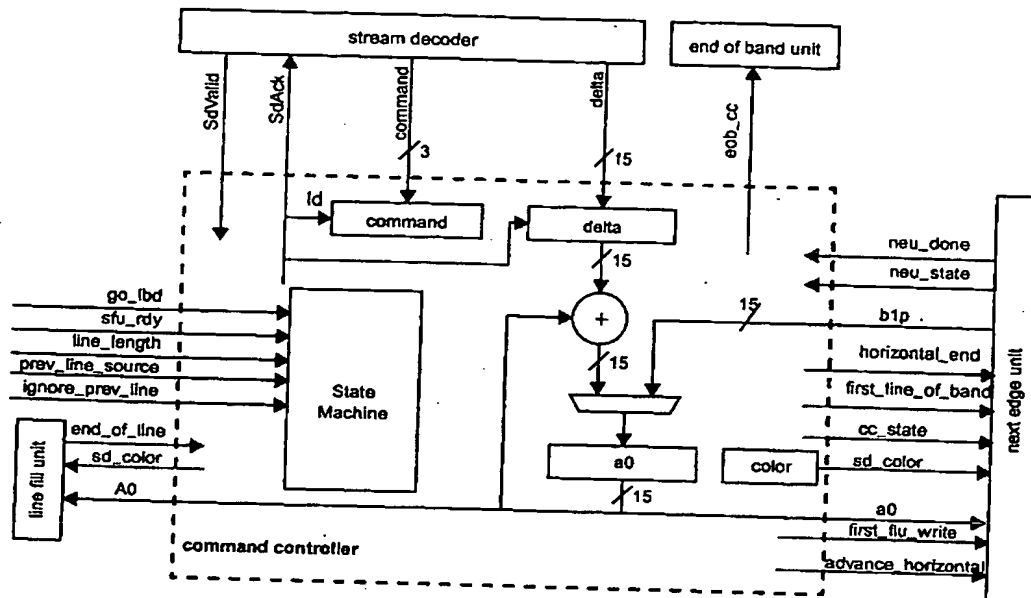 stream decoder
end of band unit
SdValid
SdAck
command
delta
eob_cc
3
15
ld
command
delta
15
neu_done
neu_state
15
b1p
go_lbd
sfu_rdy
line_length
prev_line_source
ignore_prev_line
State
Machine
+
15
horizontal_end
first_line_of_band
cc_state
sd_color
next edge unit
end_of_line
sd_color
A0
line fill unit
a0
color
15
a0
first_flu_write
advance_horizontal
command controller